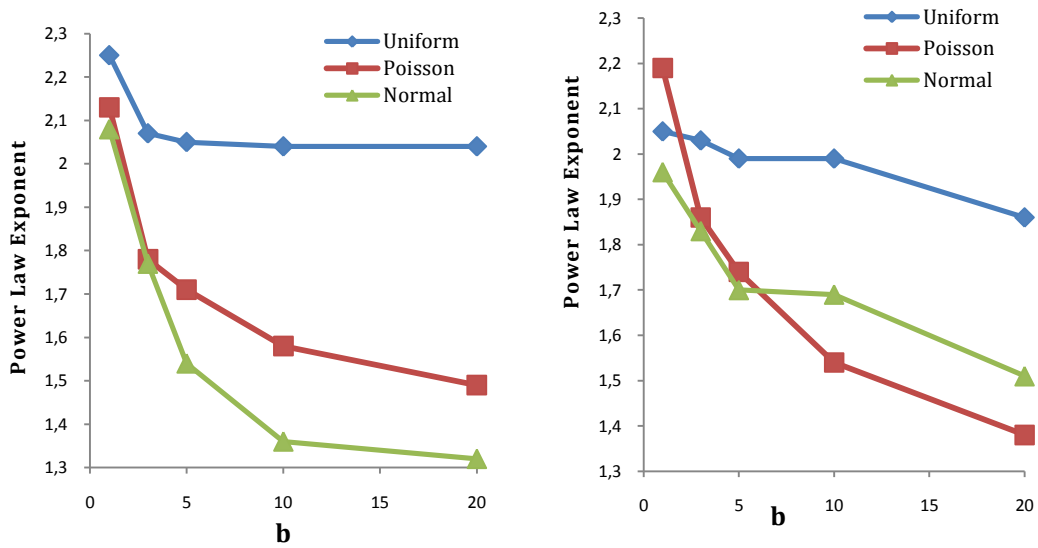 2,3
2,2
2,1
2
1,9
1,8
1,7
1,6
1,5
1,4
1,3
Power Law Exponent
Uniform
Poisson
Normal
0 5 10 15 20
b
2,3
2,2
2,1
2
1,9
1,8
1,7
1,6
1,5
1,4
1,3
Power Law Exponent
Uniform
Poisson
Normal
0 5 10 15 20
b